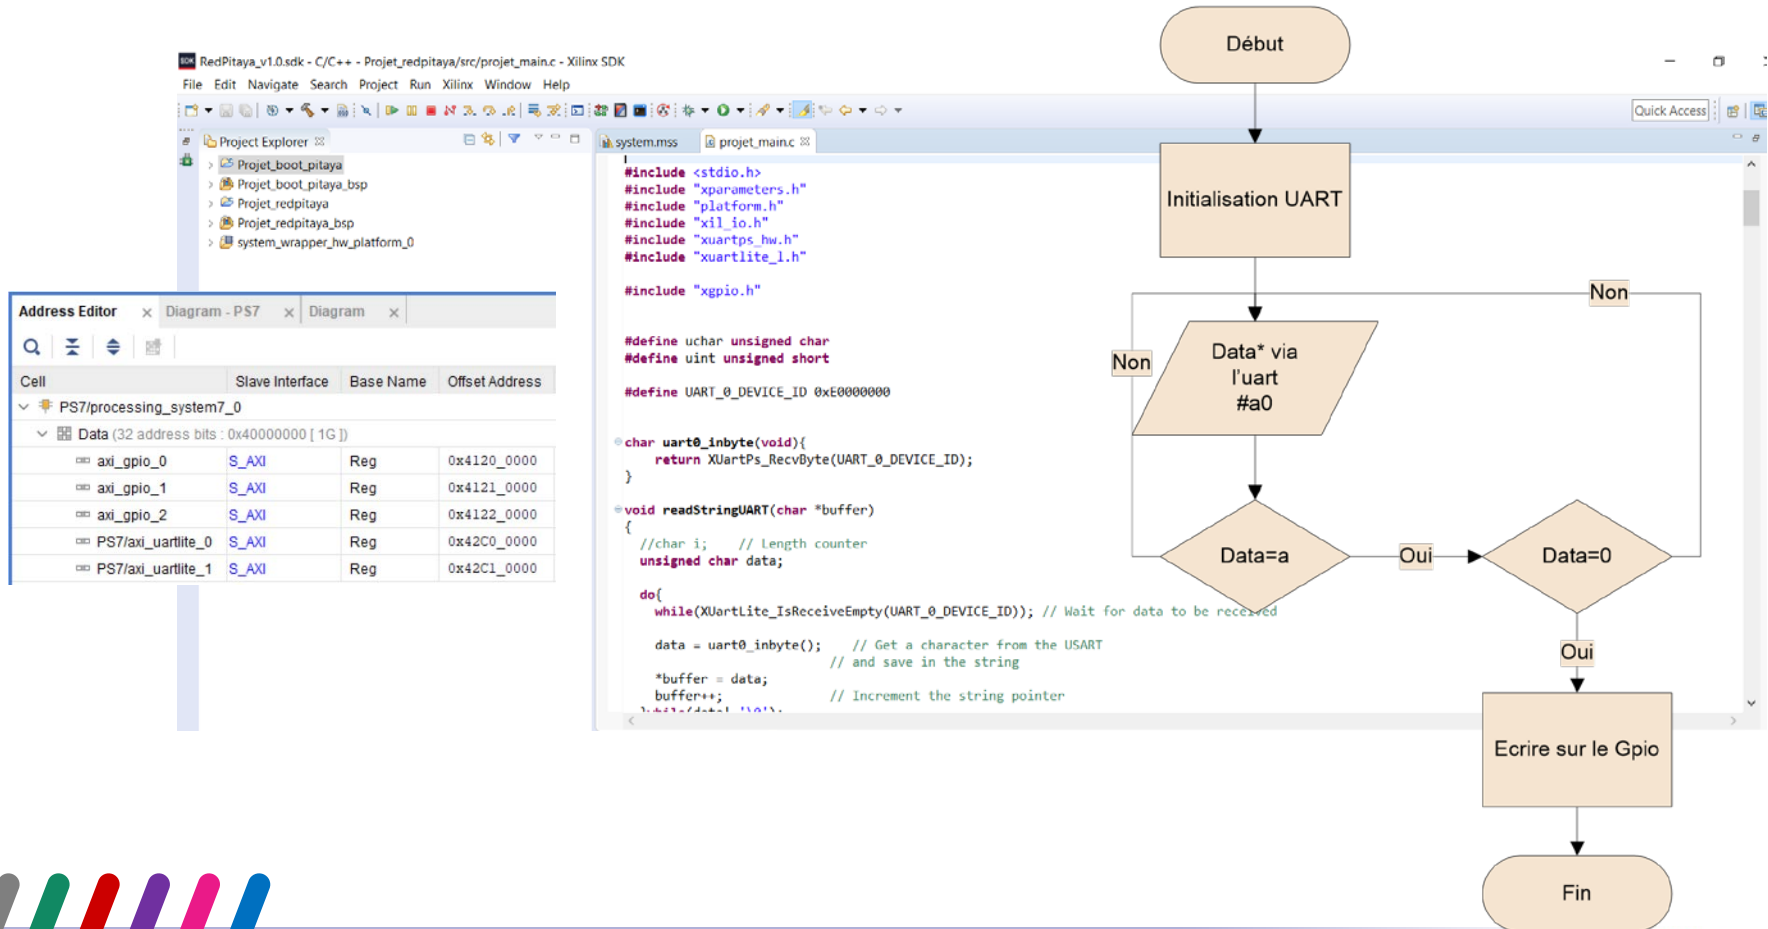 RedPitaya_v1.0.sdk - C/C++ - Projet_redpitaya/src/projet_main.c - Xilinx SDK
File Edit Navigate Search Project Run Xilinx Window Help
Quick Access
Project Explorer
Projet_boot_pitaya
Projet_boot_pitaya_bsp
Projet_redpitaya
Projet_redpitaya_bsp
system_wrapper_hw_platform_0
system.mss
projet_main.c
#include <stdio.h>
#include "xparameters.h"
#include "platform.h"
#include "xil_io.h"
#include "xuartps_hw.h"
#include "xuartlite_l.h"
#include "xgpio.h"
#define uchar unsigned char
#define uint unsigned short
#define UART_0_DEVICE_ID 0xE0000000
char uart0_inbyte(void){
return XUartPs_RecvByte(UART_0_DEVICE_ID);
}
void readStringUART(char *buffer)
{
//char i; // Length counter
unsigned char data;
do{
while(XUartLite_IsReceiveEmpty(UART_0_DEVICE_ID)); // Wait for data to be received
data = uart0_inbyte(); // Get a character from the USART
// and save in the string
*buffer = data;
buffer++; // Increment the string pointer
Address Editor
Diagram - PS7
Diagram
Cell Slave Interface Base Name Offset Address
PS7/processing_system7_0
Data (32 address bits : 0x40000000 [ 1G ])
axi_gpio_0 S_AXI Reg 0x4120_0000
axi_gpio_1 S_AXI Reg 0x4121_0000
axi_gpio_2 S_AXI Reg 0x4122_0000
PS7/axi_uartlite_0 S_AXI Reg 0x42C0_0000
PS7/axi_uartlite_1 S_AXI Reg 0x42C1_0000
Début
Initialisation UART
Non
Data* via
l'uart
#a0
Non
Data=a
Oui
Data=0
Oui
Ecrire sur le Gpio
Fin